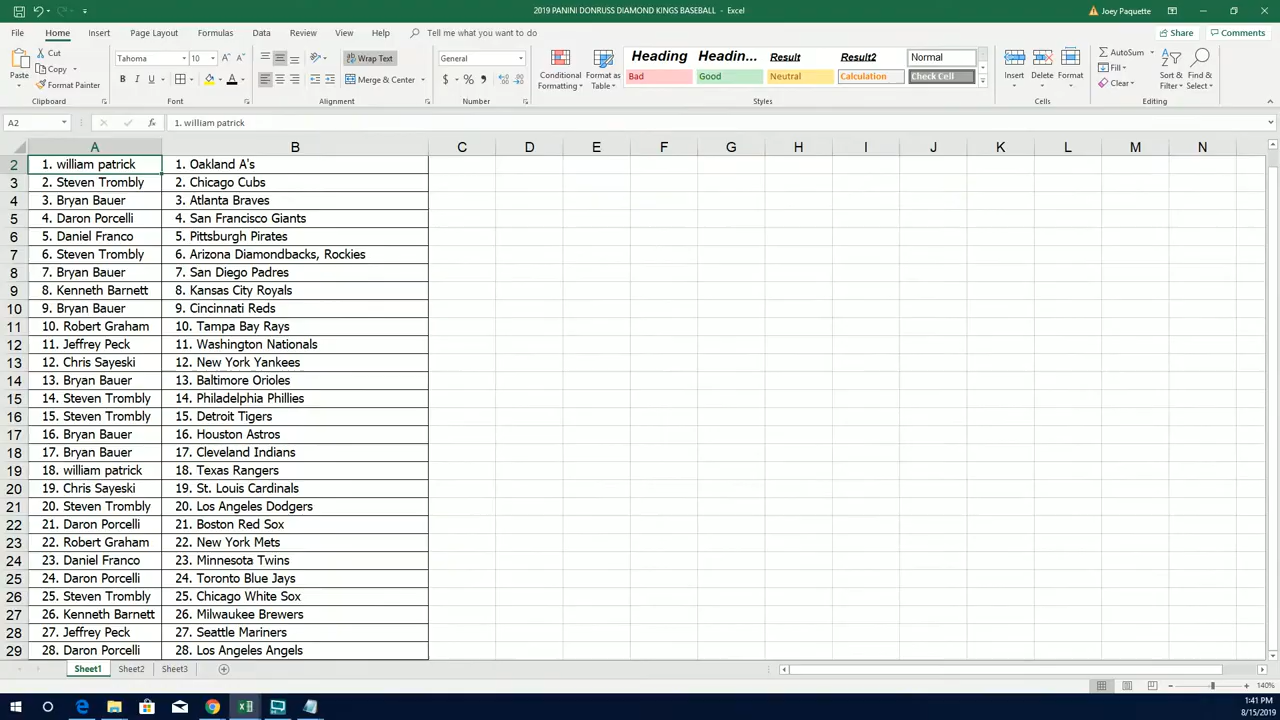 2019 PANINI DONRUSS DIAMOND KINGS BASEBALL - Excel
Joey Paquette
File Home Insert Page Layout Formulas Data Review View Help Tell me what you want to do
Share Comments
Paste
Cut
Copy
Format Painter
Clipboard
Tahoma 10
B I U
Font
Wrap Text
Merge & Center
Alignment
General
$ % ,
Number
Conditional Formatting
Format as Table
Heading Headin... Result Result2 Normal
Bad Good Neutral Calculation Check Cell
Styles
Insert Delete Format
Cells
AutoSum
Fill
Clear
Sort & Filter
Find & Select
Editing
A2 fx 1. william patrick
A B C D E F G H I J K L M N
2 1. william patrick 1. Oakland A's
3 2. Steven Trombly 2. Chicago Cubs
4 3. Bryan Bauer 3. Atlanta Braves
5 4. Daron Porcelli 4. San Francisco Giants
6 5. Daniel Franco 5. Pittsburgh Pirates
7 6. Steven Trombly 6. Arizona Diamondbacks, Rockies
8 7. Bryan Bauer 7. San Diego Padres
9 8. Kenneth Barnett 8. Kansas City Royals
10 9. Bryan Bauer 9. Cincinnati Reds
11 10. Robert Graham 10. Tampa Bay Rays
12 11. Jeffrey Peck 11. Washington Nationals
13 12. Chris Sayeski 12. New York Yankees
14 13. Bryan Bauer 13. Baltimore Orioles
15 14. Steven Trombly 14. Philadelphia Phillies
16 15. Steven Trombly 15. Detroit Tigers
17 16. Bryan Bauer 16. Houston Astros
18 17. Bryan Bauer 17. Cleveland Indians
19 18. william patrick 18. Texas Rangers
20 19. Chris Sayeski 19. St. Louis Cardinals
21 20. Steven Trombly 20. Los Angeles Dodgers
22 21. Daron Porcelli 21. Boston Red Sox
23 22. Robert Graham 22. New York Mets
24 23. Daniel Franco 23. Minnesota Twins
25 24. Daron Porcelli 24. Toronto Blue Jays
26 25. Steven Trombly 25. Chicago White Sox
27 26. Kenneth Barnett 26. Milwaukee Brewers
28 27. Jeffrey Peck 27. Seattle Mariners
29 28. Daron Porcelli 28. Los Angeles Angels
Sheet1 Sheet2 Sheet3
140%
1:41 PM
8/15/2019